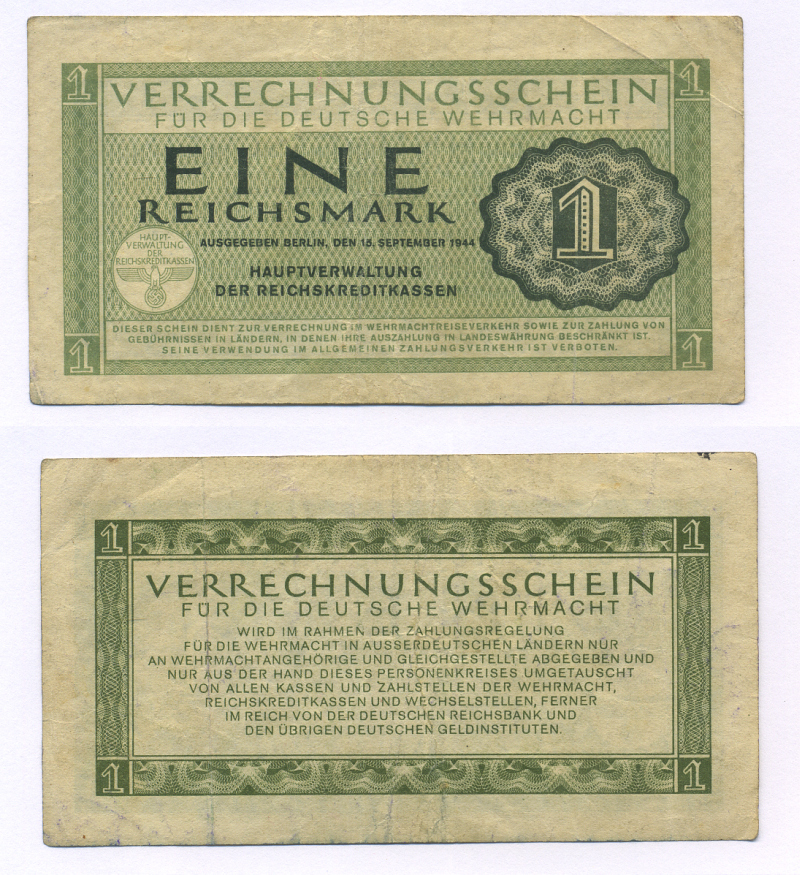 1 VERRECHNUNGSSCHEIN 1
FÜR DIE DEUTSCHE WEHRMACHT
EINE
REICHSMARK
1
AUSGEGEBEN BERLIN, DEN 15. SEPTEMBER 1944
HAUPTVERWALTUNG
DER REICHSKREDITKASSEN
HAUPT-
VERWALTUNG
DER
REICHSKREDITKASSEN
DIESER SCHEIN DIENT ZUR VERRECHNUNG IM WEHRMACHTREISEVERKEHR SOWIE ZUR ZAHLUNG VON
GEBÜHRNISSEN IN LÄNDERN, IN DENEN IHRE AUSZAHLUNG IN LANDESWÄHRUNG BESCHRÄNKT IST.
SEINE VERWENDUNG IM ALLGEMEINEN ZAHLUNGSVERKEHR IST VERBOTEN.
1 1
1 1
VERRECHNUNGSSCHEIN
FÜR DIE DEUTSCHE WEHRMACHT
WIRD IM RAHMEN DER ZAHLUNGSREGELUNG
FÜR DIE WEHRMACHT IN AUSSERDEUTSCHEN LÄNDERN NUR
AN WEHRMACHTANGEHÖRIGE UND GLEICHGESTELLTE ABGEGEBEN UND
NUR AUS DER HAND DIESES PERSONENKREISES UMGETAUSCHT
VON ALLEN KASSEN UND ZAHLSTELLEN DER WEHRMACHT,
REICHSKREDITKASSEN UND WECHSELSTELLEN, FERNER
IM REICH VON DER DEUTSCHEN REICHSBANK UND
DEN ÜBRIGEN DEUTSCHEN GELDINSTITUTEN.
1 1